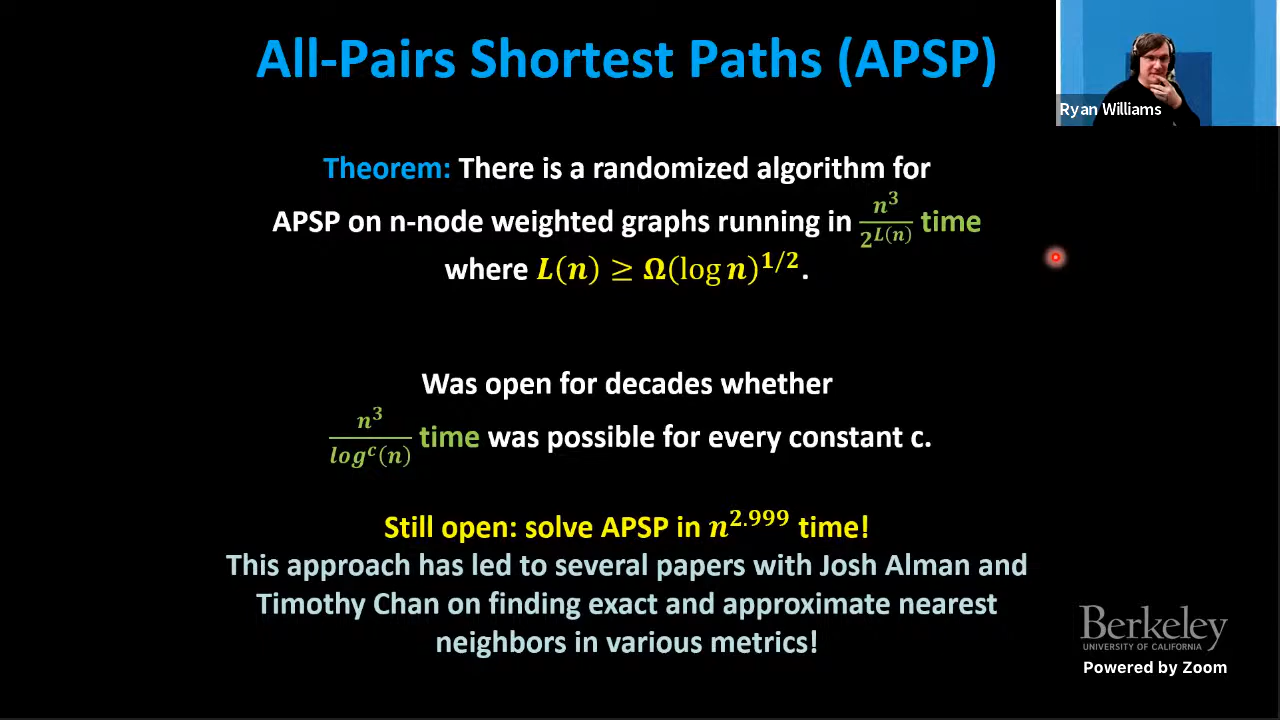 All-Pairs Shortest Paths (APSP)
Ryan Williams
Theorem: There is a randomized algorithm for
APSP on n-node weighted graphs running in n^3/2^{L(n)} time
where L(n) ≥ Ω(log n)^{1/2}.
Was open for decades whether
n^3/log^c(n) time was possible for every constant c.
Still open: solve APSP in n^{2.999} time!
This approach has led to several papers with Josh Alman and
Timothy Chan on finding exact and approximate nearest
neighbors in various metrics!
Berkeley
UNIVERSITY OF CALIFORNIA
Powered by Zoom